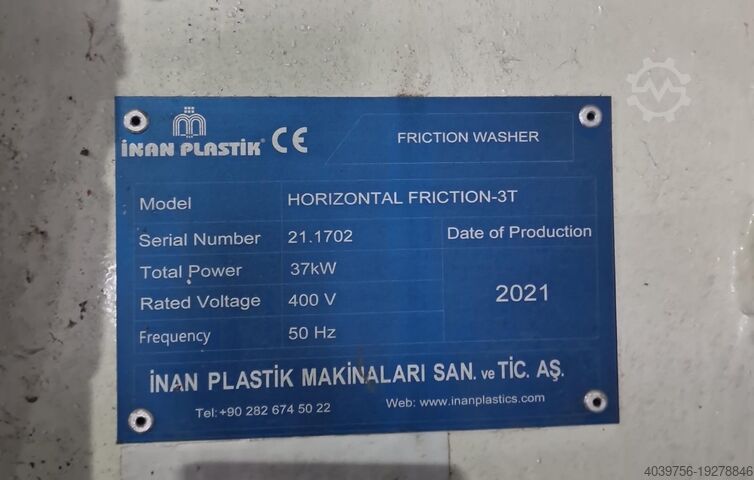 İNAN PLASTİK® CE
FRICTION WASHER
Model HORIZONTAL FRICTION-3T
Serial Number 21.1702
Date of Production
Total Power 37kW
Rated Voltage 400 V
2021
Frequency 50 Hz
İNAN PLASTİK MAKİNALARI SAN. ve TİC. AŞ.
Tel:+90 282 674 50 22
Web: www.inanplastics.com
4039756-19278846